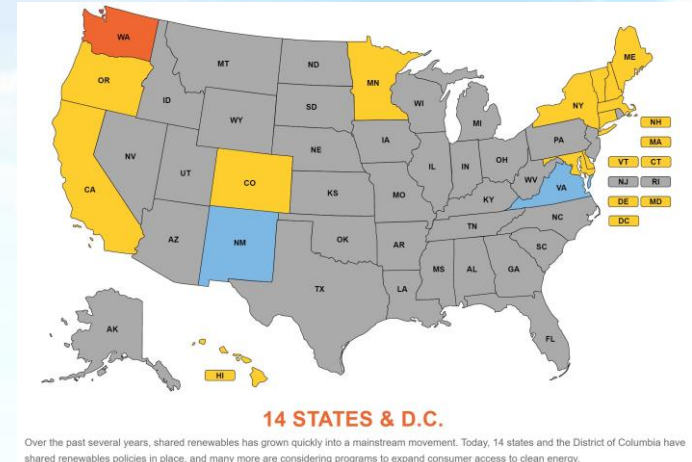 WA
MT
ND
MN
ME
OR
ID
SD
WI
NY
WY
MI
NH
IA
PA
MA
NE
NV
IL
IN
OH
VT CT
UT
CO
WV
NJ RI
CA
KS
MO
KY
VA
DE MD
NC
TN
DC
AZ
NM
OK
AR
SC
MS
AL
GA
TX
LA
AK
FL
HI
14 STATES & D.C.
Over the past several years, shared renewables has grown quickly into a mainstream movement. Today, 14 states and the District of Columbia have
shared renewables policies in place, and many more are considering programs to expand consumer access to clean energy.